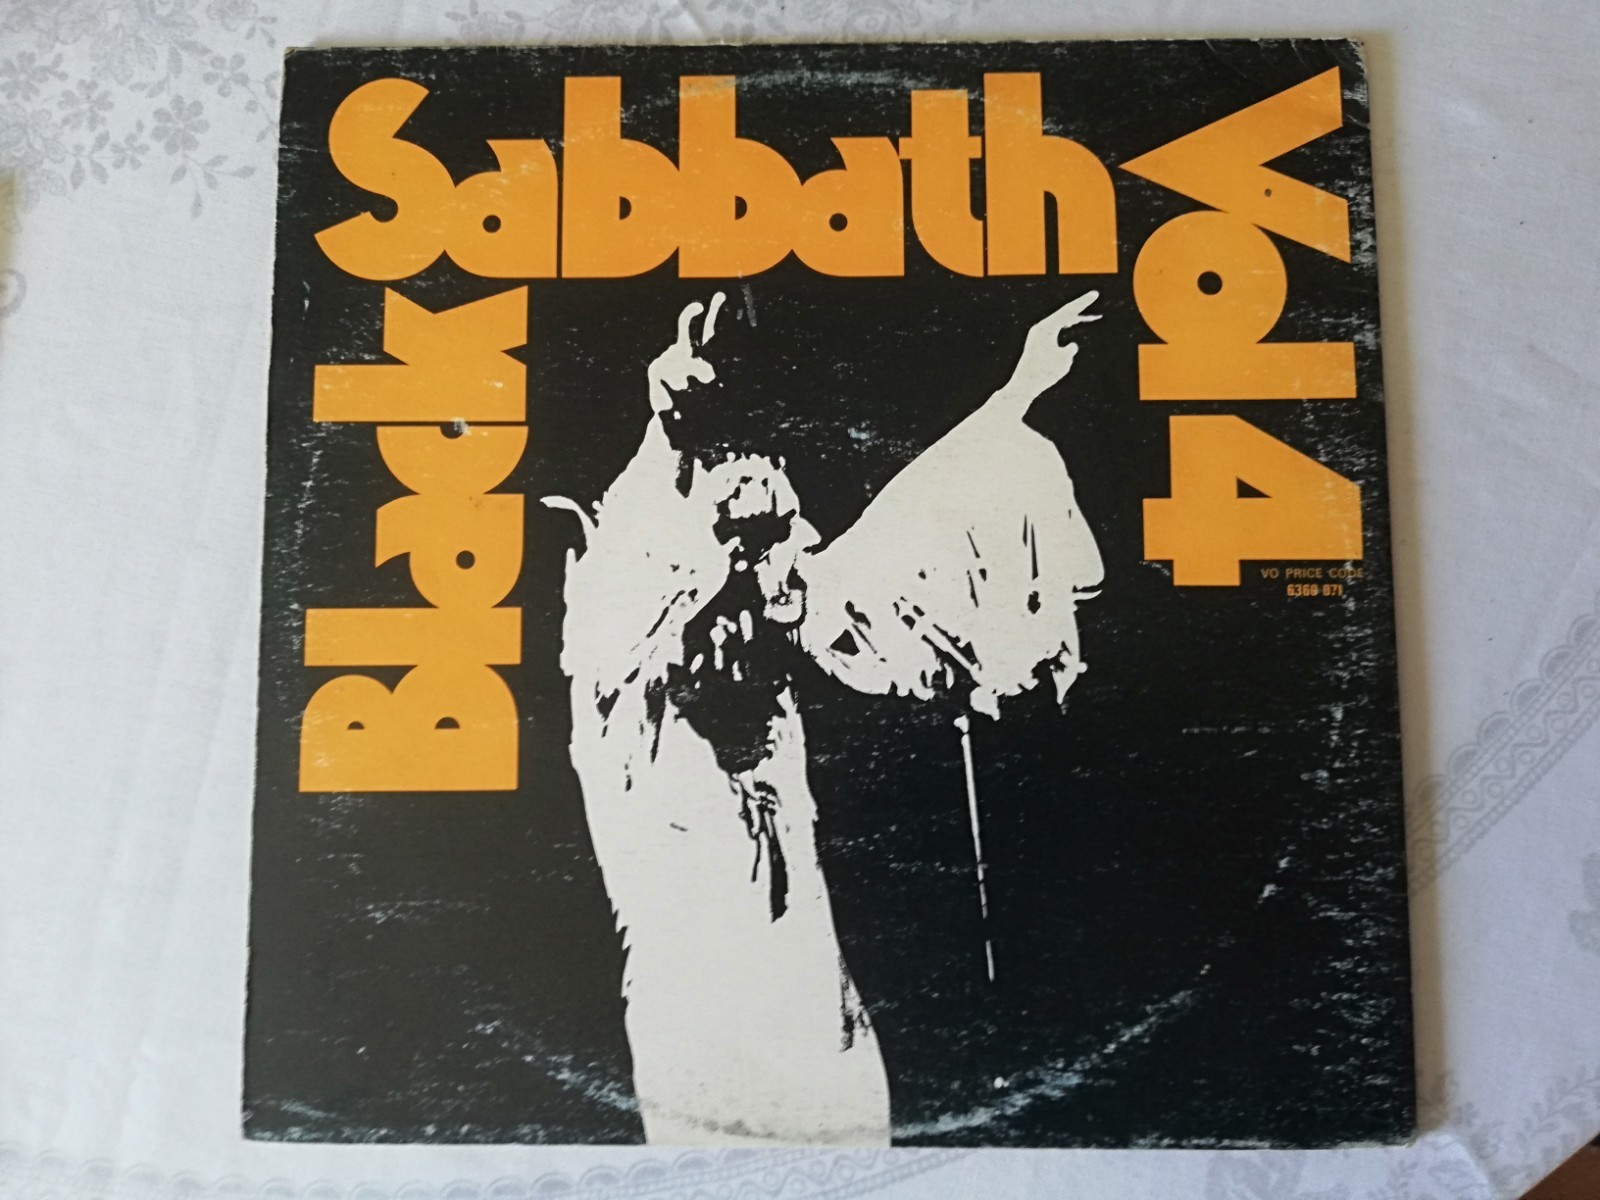 Black
Sabbath
Vol 4
VO PRICE CODE
6360 071